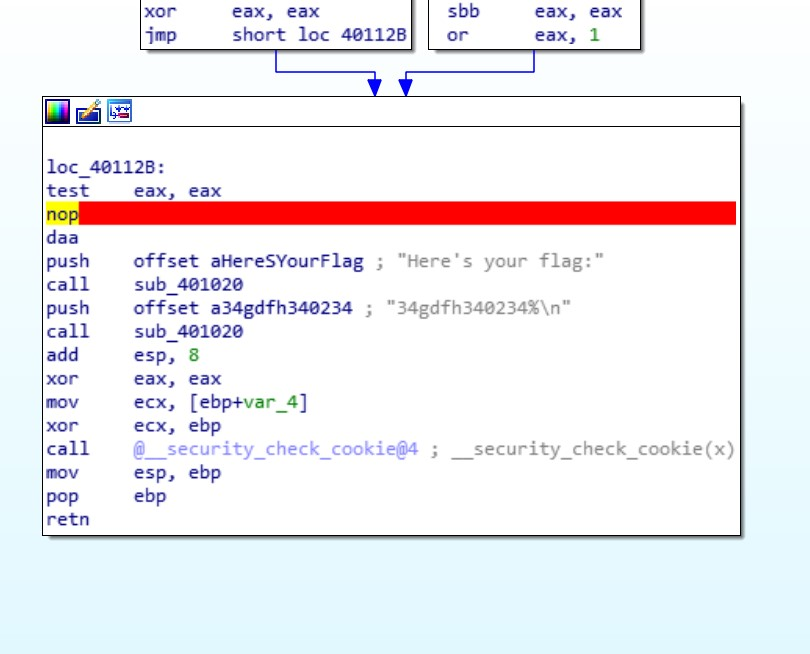 xor eax, eax
jmp short loc 40112B
sbb eax, eax
or eax, 1
loc_40112B:
test eax, eax
nop
daa
push offset aHereSYourFlag ; "Here's your flag:"
call sub_401020
push offset a34gdfh340234 ; "34gdfh340234%\n"
call sub_401020
add esp, 8
xor eax, eax
mov ecx, [ebp+var_4]
xor ecx, ebp
call @__security_check_cookie@4 ; __security_check_cookie(x)
mov esp, ebp
pop ebp
retn